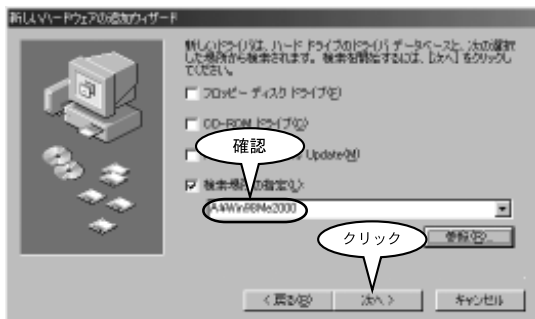 新しいハードウェアの追加ウィザード
新しいドライバは、ハード ドライブのドライバ データベースと、次の選択
した場所から検索されます。検索を開始するには、[次へ] をクリックし
てください。
フロッピー ディスク ドライブ(F)
CD-ROM ドライブ(C)
確認
Update(M)
検索場所の指定(L):
A:¥Win98Me2000
クリック
参照(R)...
< 戻る(B)
次へ >
キャンセル